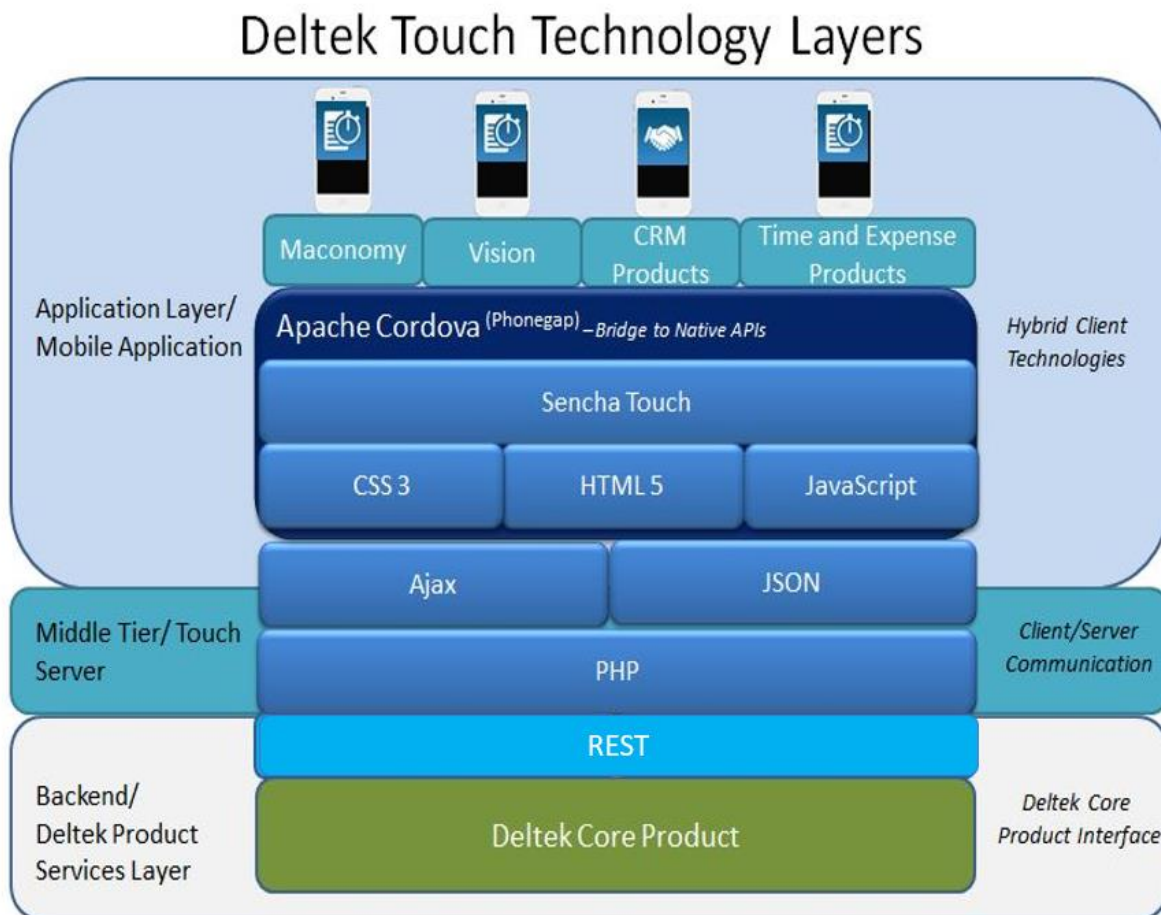 Deltek Touch Technology Layers
Maconomy
Vision
CRM
Products
Time and Expense
Products
Application Layer/
Mobile Application
Apache Cordova (Phonegap) – Bridge to Native APIs
Hybrid Client
Technologies
Sencha Touch
CSS 3
HTML 5
JavaScript
Ajax
JSON
Middle Tier/ Touch
Server
PHP
Client/Server
Communication
REST
Backend/
Deltek Product
Services Layer
Deltek Core Product
Deltek Core
Product Interface